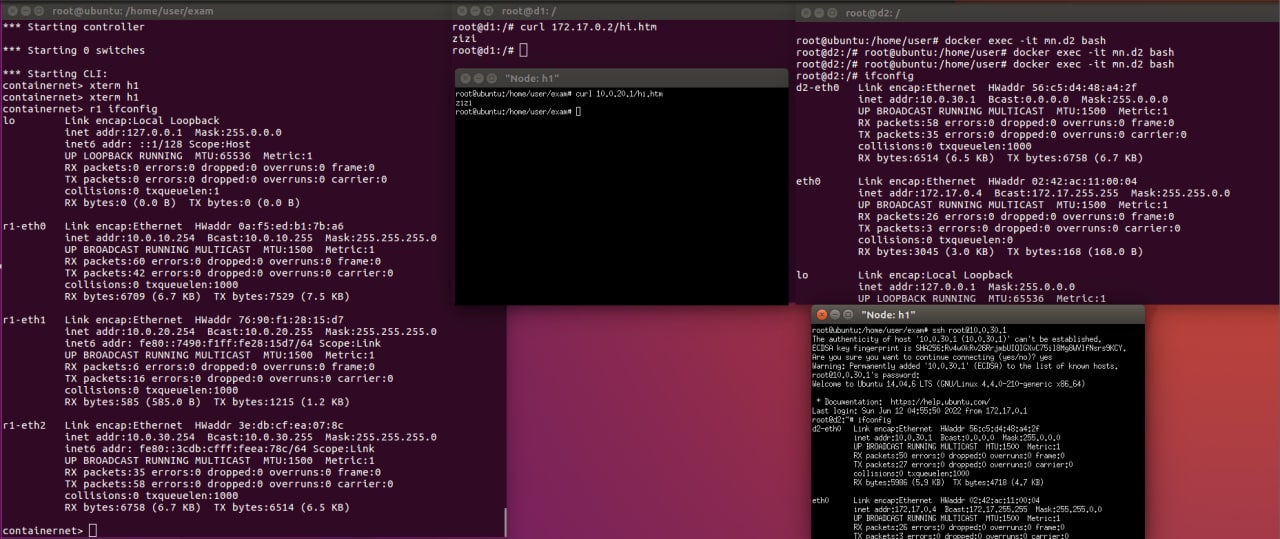 root@ubuntu: /home/user/exam
*** Starting controller
*** Starting 0 switches
*** Starting CLI:
containernet> xterm h1
containernet> xterm h1
containernet> r1 ifconfig
lo        Link encap:Local Loopback
          inet addr:127.0.0.1  Mask:255.0.0.0
          inet6 addr: ::1/128 Scope:Host
          UP LOOPBACK RUNNING  MTU:65536  Metric:1
          RX packets:0 errors:0 dropped:0 overruns:0 frame:0
          TX packets:0 errors:0 dropped:0 overruns:0 carrier:0
          collisions:0 txqueuelen:1
          RX bytes:0 (0.0 B)  TX bytes:0 (0.0 B)
r1-eth0   Link encap:Ethernet  HWaddr 0a:f5:ed:b1:7b:a6
          inet addr:10.0.10.254  Bcast:10.0.10.255  Mask:255.255.255.0
          UP BROADCAST RUNNING MULTICAST  MTU:1500  Metric:1
          RX packets:60 errors:0 dropped:0 overruns:0 frame:0
          TX packets:42 errors:0 dropped:0 overruns:0 carrier:0
          collisions:0 txqueuelen:1000
          RX bytes:6709 (6.7 KB)  TX bytes:7529 (7.5 KB)
r1-eth1   Link encap:Ethernet  HWaddr 76:90:f1:28:15:d7
          inet addr:10.0.20.254  Bcast:10.0.20.255  Mask:255.255.255.0
          inet6 addr: fe80::7490:f1ff:fe28:15d7/64 Scope:Link
          UP BROADCAST RUNNING MULTICAST  MTU:1500  Metric:1
          RX packets:6 errors:0 dropped:0 overruns:0 frame:0
          TX packets:16 errors:0 dropped:0 overruns:0 carrier:0
          collisions:0 txqueuelen:1000
          RX bytes:585 (585.0 B)  TX bytes:1215 (1.2 KB)
r1-eth2   Link encap:Ethernet  HWaddr 3e:db:cf:ea:07:8c
          inet addr:10.0.30.254  Bcast:10.0.30.255  Mask:255.255.255.0
          inet6 addr: fe80::3cdb:cfff:feea:78c/64 Scope:Link
          UP BROADCAST RUNNING MULTICAST  MTU:1500  Metric:1
          RX packets:35 errors:0 dropped:0 overruns:0 frame:0
          TX packets:58 errors:0 dropped:0 overruns:0 carrier:0
          collisions:0 txqueuelen:1000
          RX bytes:6758 (6.7 KB)  TX bytes:6514 (6.5 KB)
containernet>
root@d1: /
root@d1:/# curl 172.17.0.2/hi.htm
zizi
root@d1:/#
"Node: h1"
root@ubuntu:/home/user/exam# curl 10.0.20.1/hi.htm
zizi
root@ubuntu:/home/user/exam#
root@d2: /
root@ubuntu:/home/user# docker exec -it mn.d2 bash
root@d2:/# root@ubuntu:/home/user# docker exec -it mn.d2 bash
root@d2:/# root@ubuntu:/home/user# docker exec -it mn.d2 bash
root@d2:/# ifconfig
d2-eth0   Link encap:Ethernet  HWaddr 56:c5:d4:48:a4:2f
          inet addr:10.0.30.1  Bcast:0.0.0.0  Mask:255.0.0.0
          UP BROADCAST RUNNING MULTICAST  MTU:1500  Metric:1
          RX packets:58 errors:0 dropped:0 overruns:0 frame:0
          TX packets:35 errors:0 dropped:0 overruns:0 carrier:0
          collisions:0 txqueuelen:1000
          RX bytes:6514 (6.5 KB)  TX bytes:6758 (6.7 KB)
eth0      Link encap:Ethernet  HWaddr 02:42:ac:11:00:04
          inet addr:172.17.0.4  Bcast:172.17.255.255  Mask:255.255.0.0
          UP BROADCAST RUNNING MULTICAST  MTU:1500  Metric:1
          RX packets:26 errors:0 dropped:0 overruns:0 frame:0
          TX packets:3 errors:0 dropped:0 overruns:0 carrier:0
          collisions:0 txqueuelen:0
          RX bytes:3045 (3.0 KB)  TX bytes:168 (168.0 B)
lo        Link encap:Local Loopback
          inet addr:127.0.0.1  Mask:255.0.0.0
          UP LOOPBACK RUNNING  MTU:65536  Metric:1
"Node: h1"
root@ubuntu:/home/user/exam# ssh root@10.0.30.1
The authenticity of host '10.0.30.1 (10.0.30.1)' can't be established.
ECDSA key fingerprint is
Are you sure you want to continue connecting (yes/no)? yes
Warning: Permanently added '10.0.30.1' (ECDSA) to the list of known hosts.
root@10.0.30.1's password:
Welcome to Ubuntu 14.04.6 LTS (GNU/Linux 4.4.0-210-generic x86_64)
 * Documentation:  https://help.ubuntu.com/
Last login: Sun Jun 12 04:55:50 2022 from 172.17.0.1
root@d2:~# ifconfig
d2-eth0   Link encap:Ethernet  HWaddr 56:c5:d4:48:a4:2f
          inet addr:10.0.30.1  Bcast:0.0.0.0  Mask:255.0.0.0
          UP BROADCAST RUNNING MULTICAST  MTU:1500  Metric:1
          RX packets:50 errors:0 dropped:0 overruns:0 frame:0
          TX packets:27 errors:0 dropped:0 overruns:0 carrier:0
          collisions:0 txqueuelen:1000
          RX bytes:5986 (5.9 KB)  TX bytes:4718 (4.7 KB)
eth0      Link encap:Ethernet  HWaddr 02:42:ac:11:00:04
          inet addr:172.17.0.4  Bcast:172.17.255.255  Mask:255.255.0.0
          UP BROADCAST RUNNING MULTICAST  MTU:1500  Metric:1
          RX packets:26 errors:0 dropped:0 overruns:0 frame:0
          TX packets:3 errors:0 dropped:0 overruns:0 carrier:0